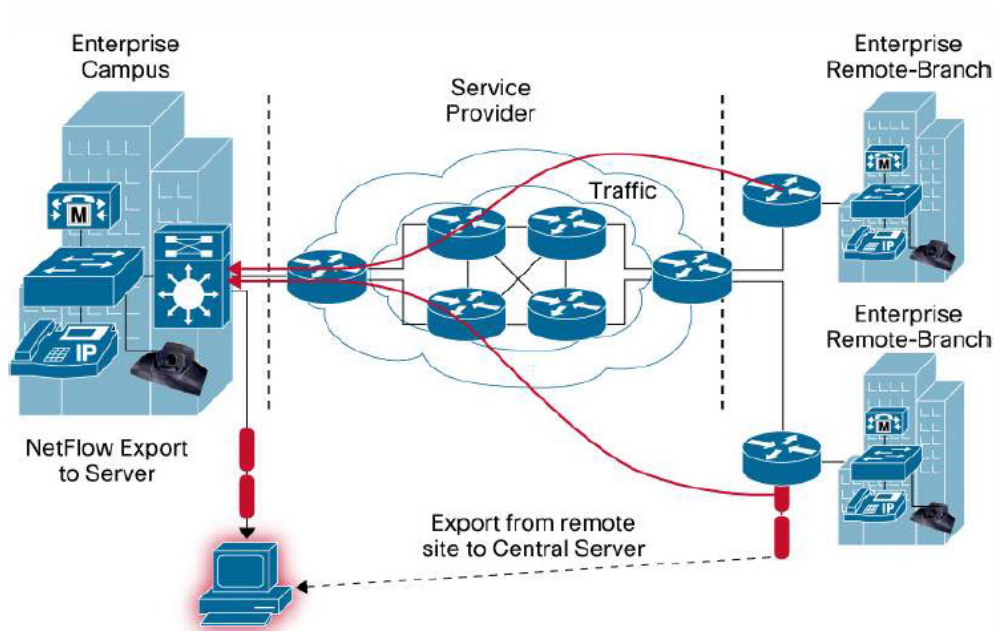 Enterprise
Campus
Service
Provider
Enterprise
Remote-Branch
Traffic
M
IP
M
IP
Enterprise
Remote-Branch
M
IP
NetFlow Export
to Server
Export from remote
site to Central Server